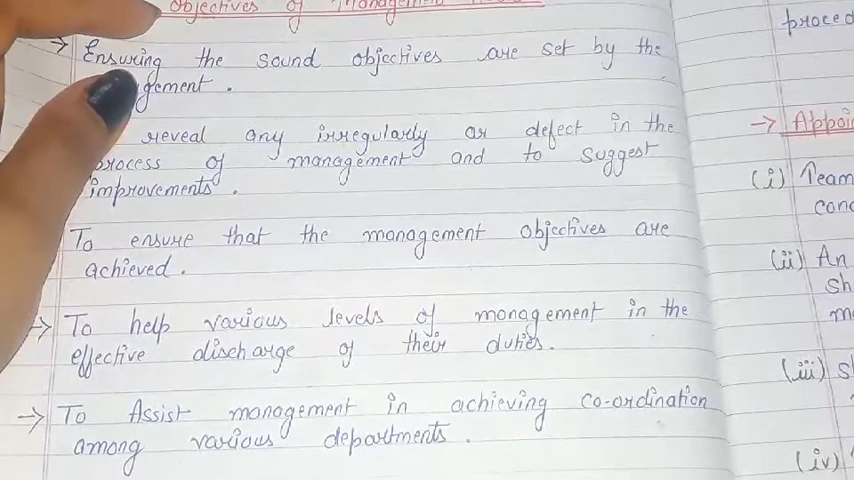 Objectives of Management
→ Ensuring the sound objectives are set by the
gement.
reveal any irregularly or defect in the
process of management and to suggest
improvements.
To ensure that the management objectives are
achieved.
→ To help various levels of management in the
effective discharge of their duties.
→ To Assist management in achieving co-ordination
among various departments.
proced
→ Appoi
(i) Team
conc
(ii) An
sh
m
(iii) s
(iv)